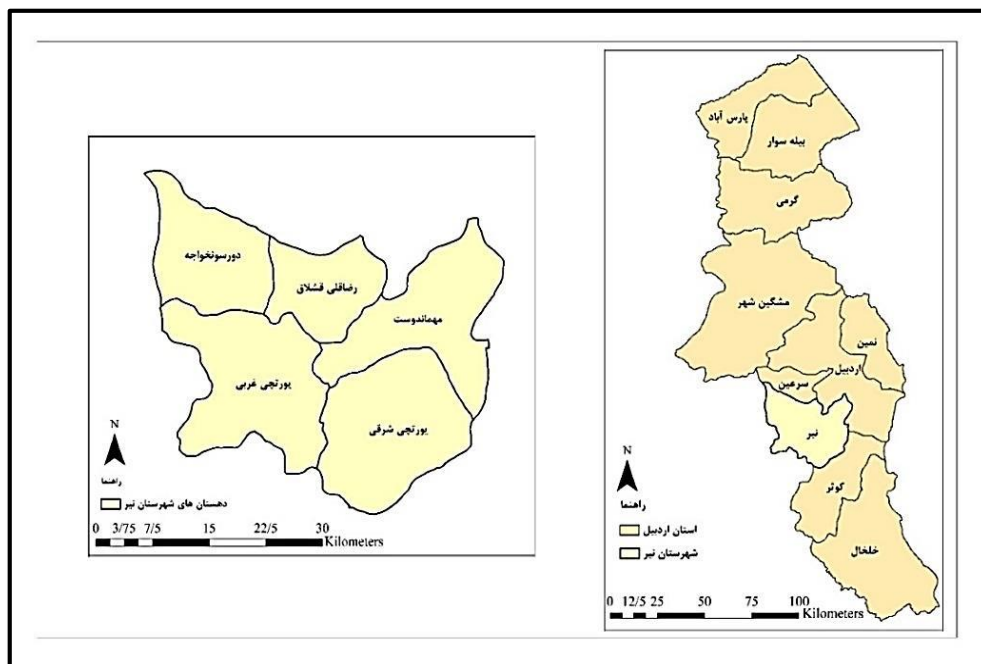 پارس آباد
بیله سوار
گرمی
مشگین شهر
نمین
اردبیل
سرعین
نیر
کوثر
خلخال
N
راهنما
استان اردبیل
شهرستان نیر
0 12/5 25 50 75 100
Kilometers
دورسونخواجه
رضاقلی قشلاق
مهماندوست
یورتچی غربی
یورتچی شرقی
N
راهنما
دهستان های شهرستان نیر
0 3/75 7/5 15 22/5 30
Kilometers